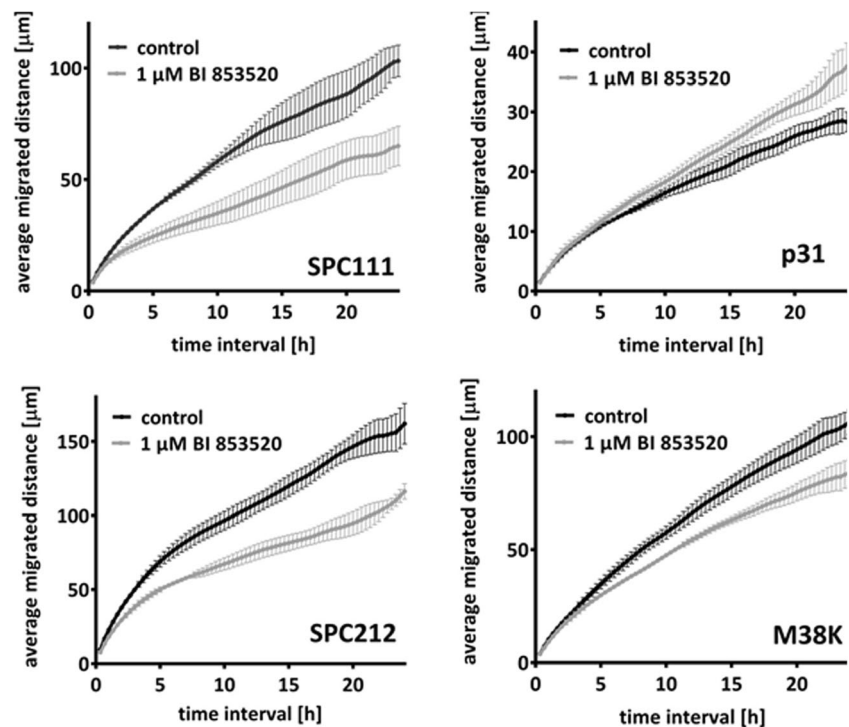 average migrated distance [µm]
100
50
0
control
1 µM BI 853520
SPC111
0 5 10 15 20
time interval [h]
average migrated distance [µm]
40
30
20
10
0
control
1 µM BI 853520
p31
0 5 10 15 20
time interval [h]
average migrated distance [µm]
150
100
50
0
control
1 µM BI 853520
SPC212
0 5 10 15 20
time interval [h]
average migrated distance [µm]
100
50
0
control
1 µM BI 853520
M38K
0 5 10 15 20
time interval [h]